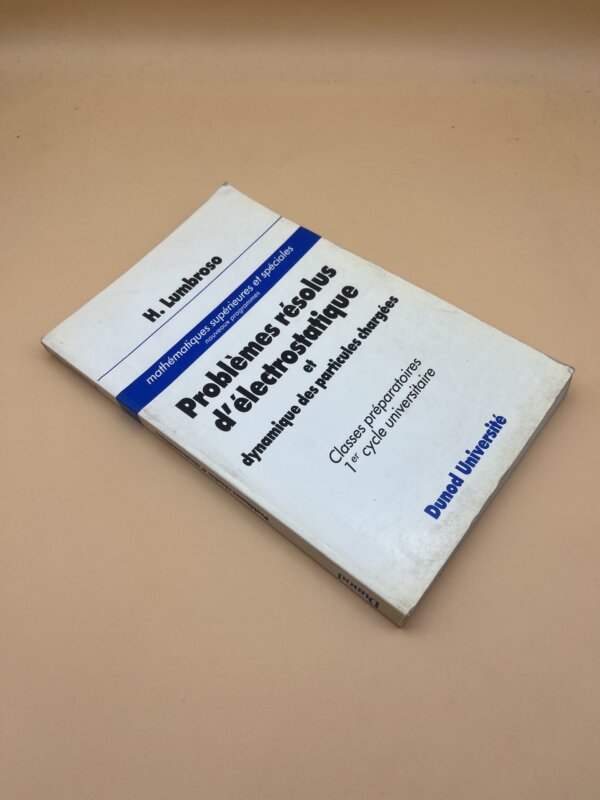 H. Lumbroso
mathématiques supérieures et spéciales
nouveaux programmes
Problèmes résolus
d'électrostatique
et
dynamique des particules chargées
Classes préparatoires
1er cycle universitaire
Dunod Université
Dunod